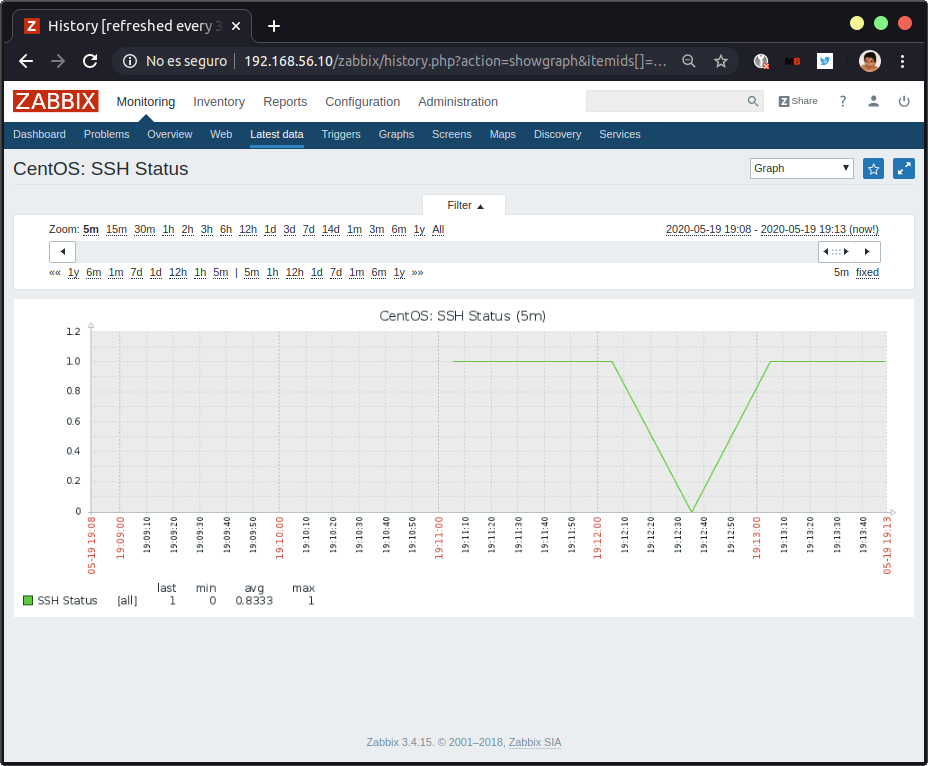 Z History [refreshed every 3
No es seguro | 192.168.56.10/zabbix/history.php?action=showgraph&itemids[]=...
MB
ZABBIX Monitoring Inventory Reports Configuration Administration Z Share ?
Dashboard Problems Overview Web Latest data Triggers Graphs Screens Maps Discovery Services
CentOS: SSH Status Graph
Filter
Zoom: 5m 15m 30m 1h 2h 3h 6h 12h 1d 3d 7d 14d 1m 3m 6m 1y All 2020-05-19 19:08 - 2020-05-19 19:13 (now!)
«« 1y 6m 1m 7d 1d 12h 1h 5m | 5m 1h 12h 1d 7d 1m 6m 1y »» 5m fixed
CentOS: SSH Status (5m)
1.2
1.0
0.8
0.6
0.4
0.2
0
05-19 19:08
19:09:00
19:09:10
19:09:20
19:09:30
19:09:40
19:09:50
19:10:00
19:10:10
19:10:20
19:10:30
19:10:40
19:10:50
19:11:00
19:11:10
19:11:20
19:11:30
19:11:40
19:11:50
19:12:00
19:12:10
19:12:20
19:12:30
19:12:40
19:12:50
19:13:00
19:13:10
19:13:20
19:13:30
19:13:40
05-19 19:13
last min avg max
SSH Status [all] 1 0 0.8333 1
Zabbix 3.4.15. © 2001–2018, Zabbix SIA